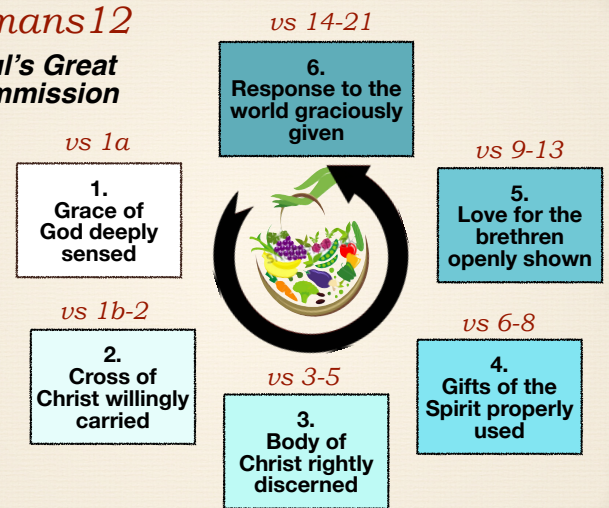 mans12
ul's Great
mmission
vs 1a
1.
Grace of
God deeply
sensed
vs 1b-2
2.
Cross of
Christ willingly
carried
vs 3-5
3.
Body of
Christ rightly
discerned
vs 6-8
4.
Gifts of the
Spirit properly
used
vs 9-13
5.
Love for the
brethren
openly shown
vs 14-21
6.
Response to the
world graciously
given